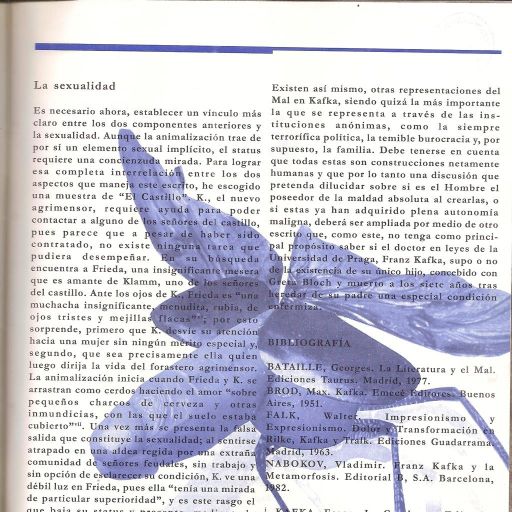 La sexualidad
Es necesario ahora, establecer un vínculo más
claro entre los dos componentes anteriores y
la sexualidad. Aunque la animalización trae de
por sí un elemento sexual implícito, el status
requiere una concienzuda mirada. Para lograr
esa completa interrelación entre los dos
aspectos que maneja este escrito, he escogido
una muestra de "El Castillo". K., el nuevo
agrimensor, requiere ayuda para poder
contactar a alguno de los señores del castillo,
pues parece que a pesar de haber sido
contratado, no existe ninguna tarea que
pudiera desempeñar. En su búsqueda
encuentra a Frieda, una insignificante mesera
que es amante de Klamm, uno de los señores
del castillo. Ante los ojos de K., Frieda es "una
muchacha insignificante, menudita, rubia, de
ojos tristes y mejillas flacas"; por esto
sorprende, primero que K. desvíe su atención
hacia una mujer sin ningún mérito especial y,
segundo, que sea precisamente ella quien
luego dirija la vida del forastero agrimensor.
La animalización inicia cuando Frieda y K. se
arrastran como cerdos haciendo el amor "sobre
pequeños charcos de cerveza y otras
inmundicias, con las que el suelo estaba
cubierto". Una vez más se presenta la falsa
salida que constituye la sexualidad; al sentirse
atrapado en una aldea regida por una extraña
comunidad de señores feudales, sin trabajo y
sin opción de esclarecer su condición, K. ve una
débil luz en Frieda, pues ella "tenía una mirada
de particular superioridad", y es este rasgo el
que baja su status y
Existen así mismo, otras representaciones del
Mal en Kafka, siendo quizá la más importante
la que se representa a través de las ins-
tituciones anónimas, como la siempre
terrorífica política, la temible burocracia y, por
supuesto, la familia. Debe tenerse en cuenta
que todas estas son construcciones netamente
humanas y que por lo tanto una discusión que
pretenda dilucidar sobre si es el Hombre el
poseedor de la maldad absoluta al crearlas, o
si estas ya han adquirido plena autonomía
maligna, deberá ser ampliada por medio de otro
escrito que, como este, no tenga como princi-
pal propósito saber si el doctor en leyes de la
Universidad de Praga, Franz Kafka, supo o no
de la existencia de su único hijo, concebido con
Greta Bloch y muerto a los siete años tras
heredar de su padre una especial condición
enfermiza.
BIBLIOGRAFÍA
BATAILLE, Georges. La Literatura y el Mal.
Ediciones Taurus. Madrid, 1977.
BROD, Max. Kafka. Emecé Editores. Buenos
Aires, 1951.
FALK, Walter. Impresionismo y
Expresionismo. Dolor y Transformación en
Rilke, Kafka y Trafk. Ediciones Guadarrama.
Madrid, 1963.
NABOKOV, Vladimir. Franz Kafka y la
Metamorfosis. Editorial B, S.A. Barcelona,
1982.
KAFKA, Franz.